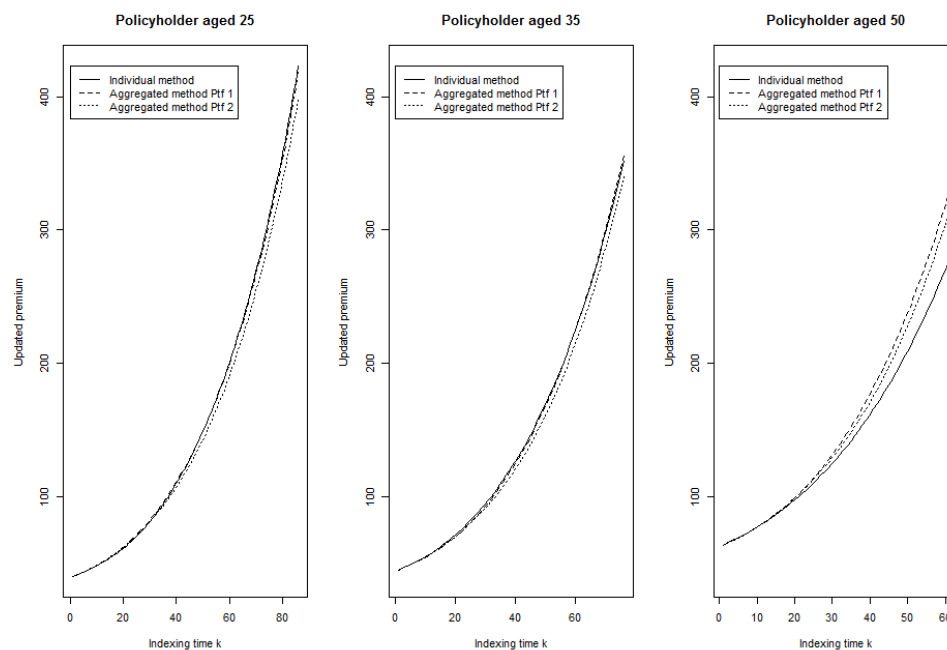 Policyholder aged 25
Individual method
Aggregated method Ptf 1
Aggregated method Ptf 2
Updated premium
400
300
200
100
0 20 40 60 80
Indexing time k
Policyholder aged 35
Individual method
Aggregated method Ptf 1
Aggregated method Ptf 2
Updated premium
400
300
200
100
0 20 40 60
Indexing time k
Policyholder aged 50
Individual method
Aggregated method Ptf 1
Aggregated method Ptf 2
Updated premium
400
300
200
100
0 10 20 30 40 50 60
Indexing time k